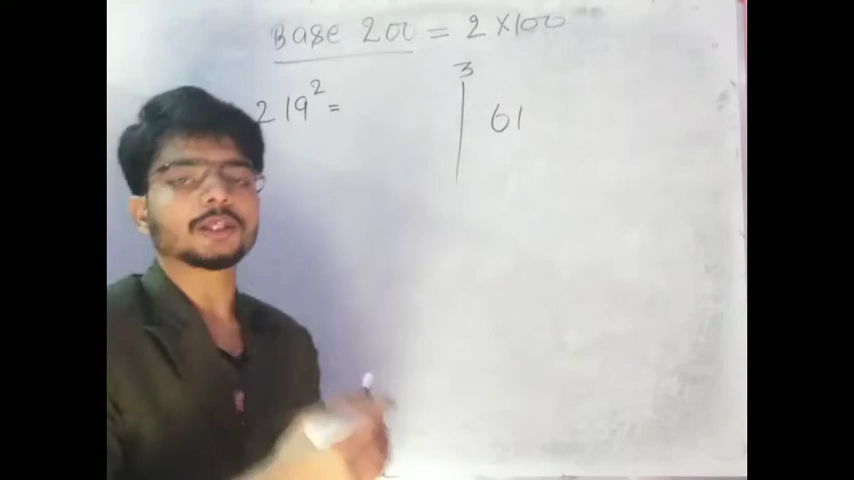 Base 200 = 2 × 100
219² = 3 | 61